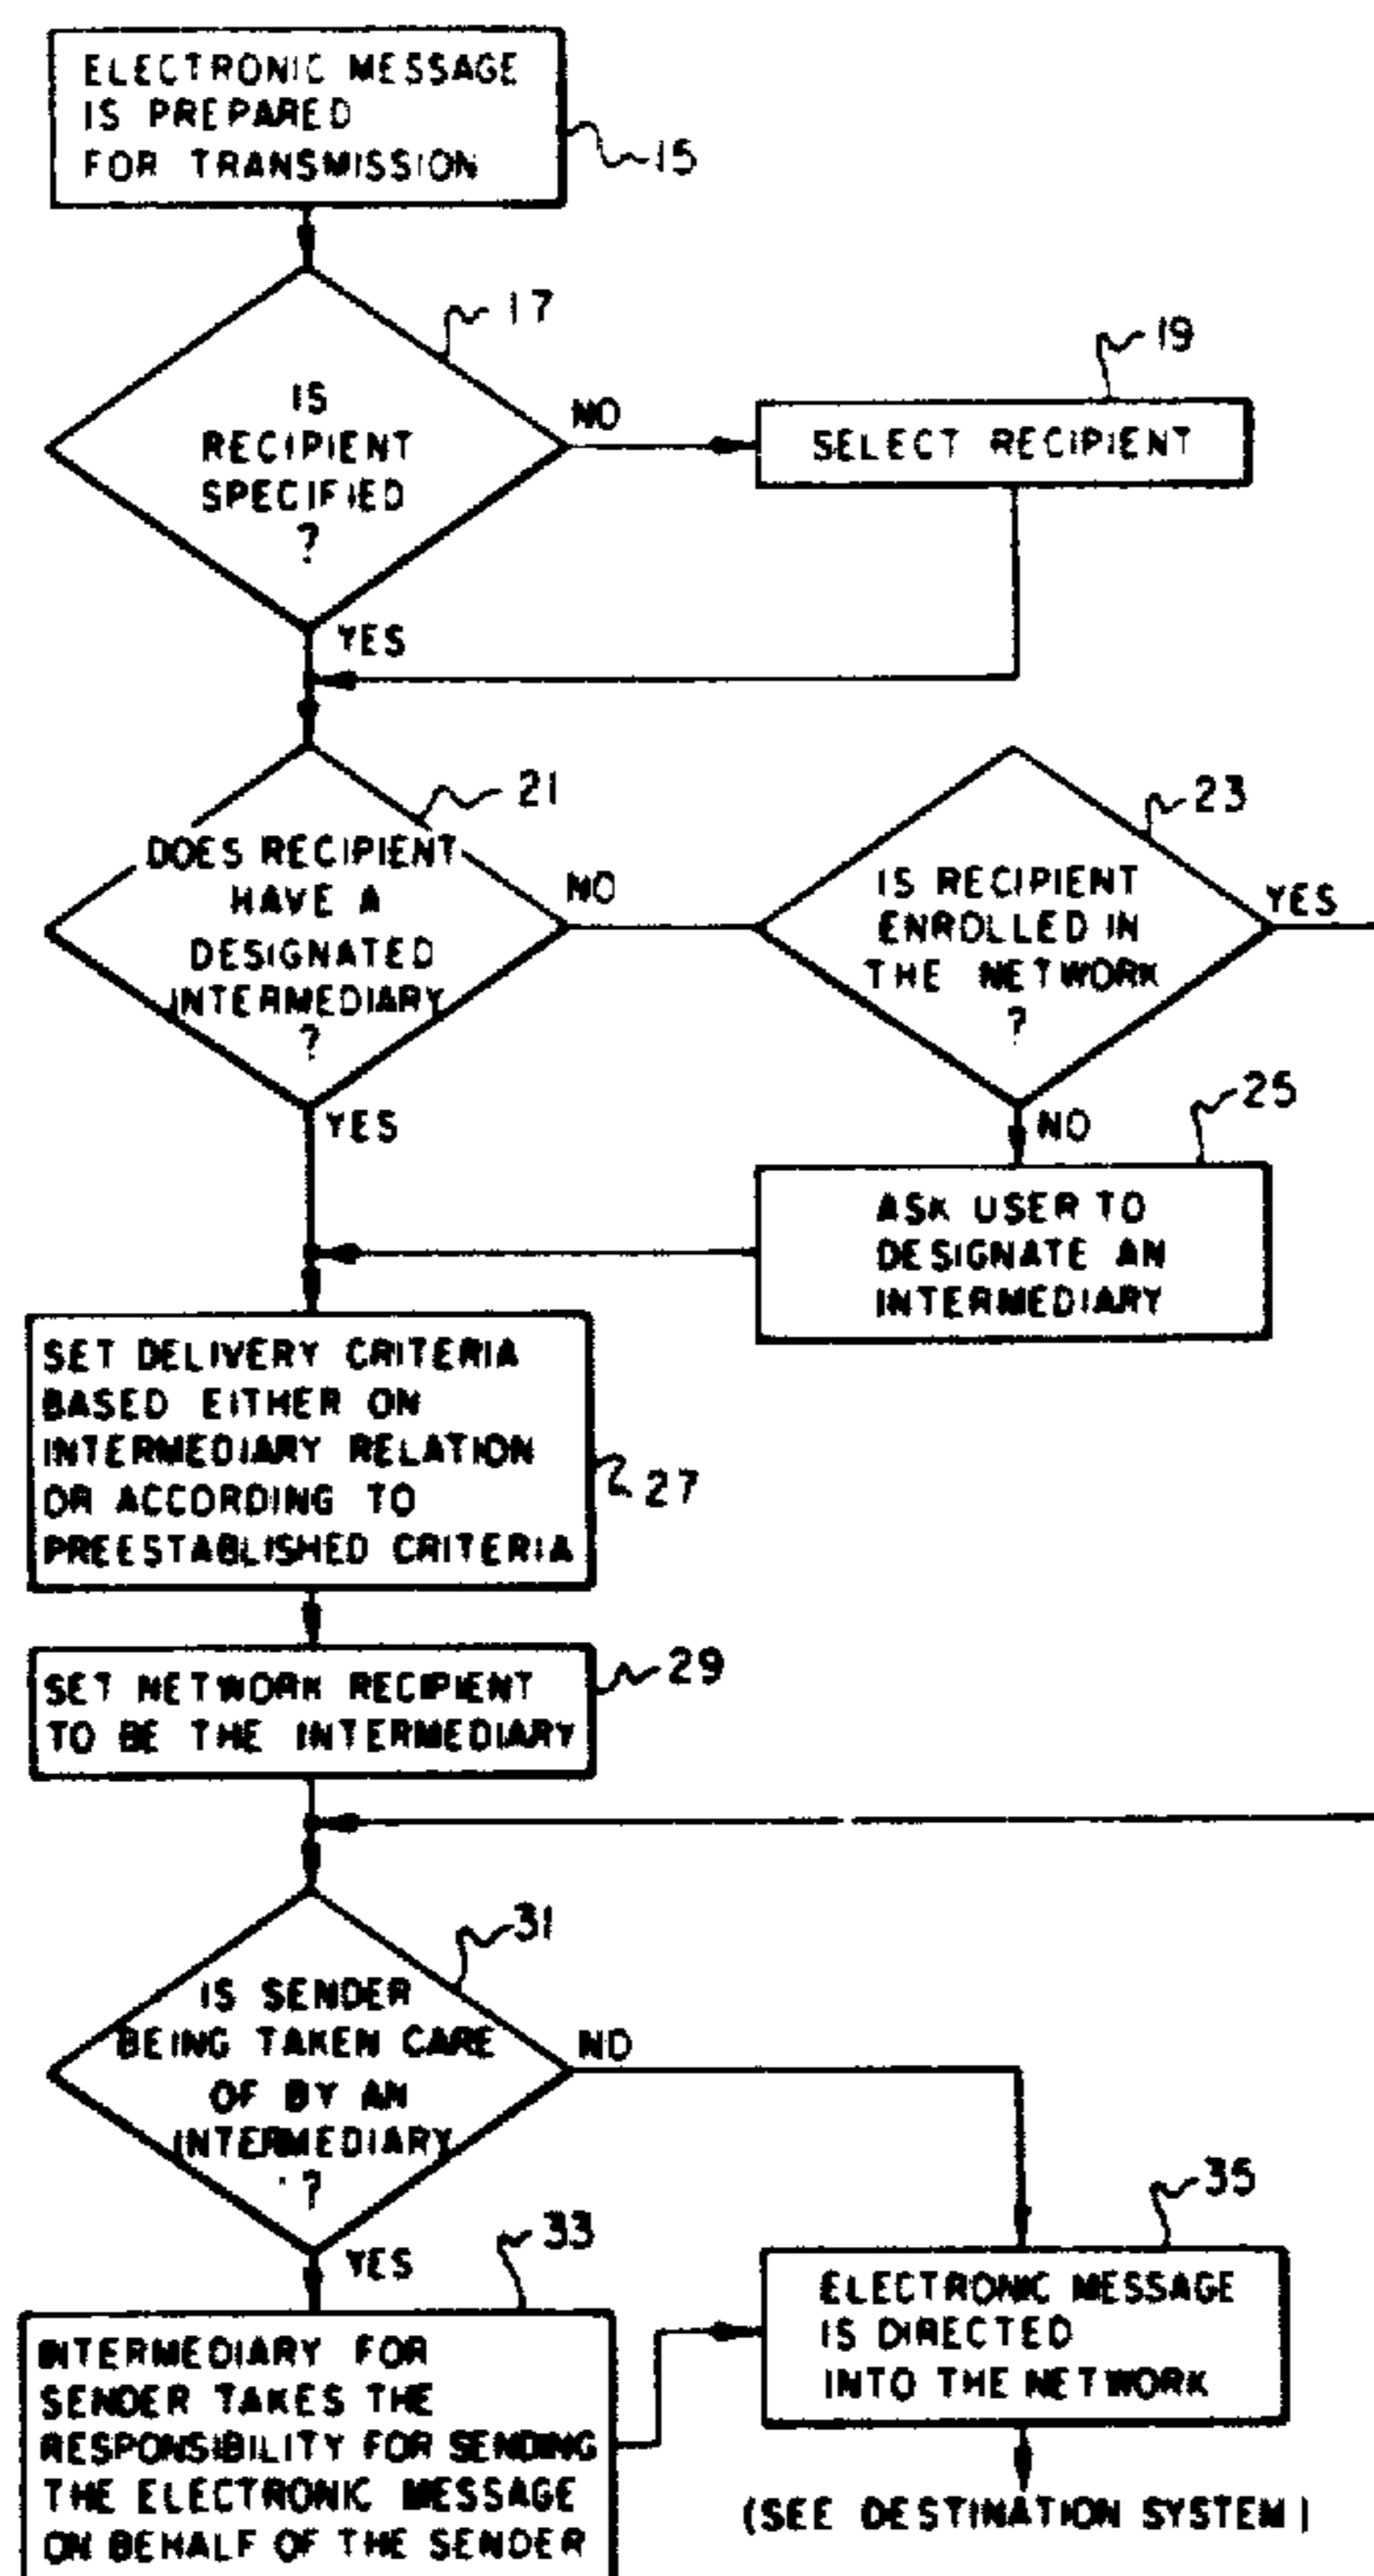 ELECTRONIC MESSAGE
IS PREPARED
FOR TRANSMISSION
15
17
IS
RECIPIENT
SPECIFIED
?
NO
19
SELECT RECIPIENT
YES
21
DOES RECIPIENT
HAVE A
DESIGNATED
INTERMEDIARY
?
NO
23
IS RECIPIENT
ENROLLED IN
THE NETWORK
?
YES
NO
25
ASK USER TO
DESIGNATE AN
INTERMEDIARY
YES
SET DELIVERY CRITERIA
BASED EITHER ON
INTERMEDIARY RELATION
OR ACCORDING TO
PREESTABLISHED CRITERIA
27
SET NETWORK RECIPIENT
TO BE THE INTERMEDIARY
29
31
IS SENDER
BEING TAKEN CARE
OF BY AN
INTERMEDIARY
?
NO
YES
33
INTERMEDIARY FOR
SENDER TAKES THE
RESPONSIBILITY FOR SENDING
THE ELECTRONIC MESSAGE
ON BEHALF OF THE SENDER
35
ELECTRONIC MESSAGE
IS DIRECTED
INTO THE NETWORK
(SEE DESTINATION SYSTEM)